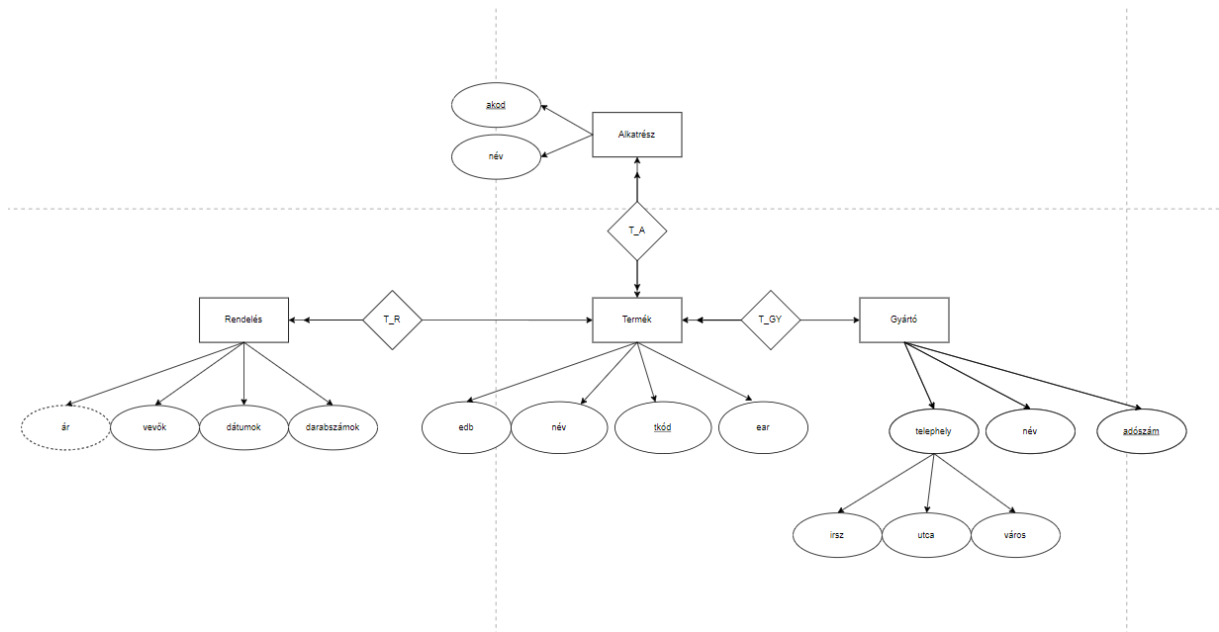 akod
Alkatrész
név
T_A
Rendelés
T_R
Termék
T_GY
Gyártó
ár
vevők
dátumok
darabszámok
edb
név
tkód
ear
telephely
név
adószám
irsz
utca
város